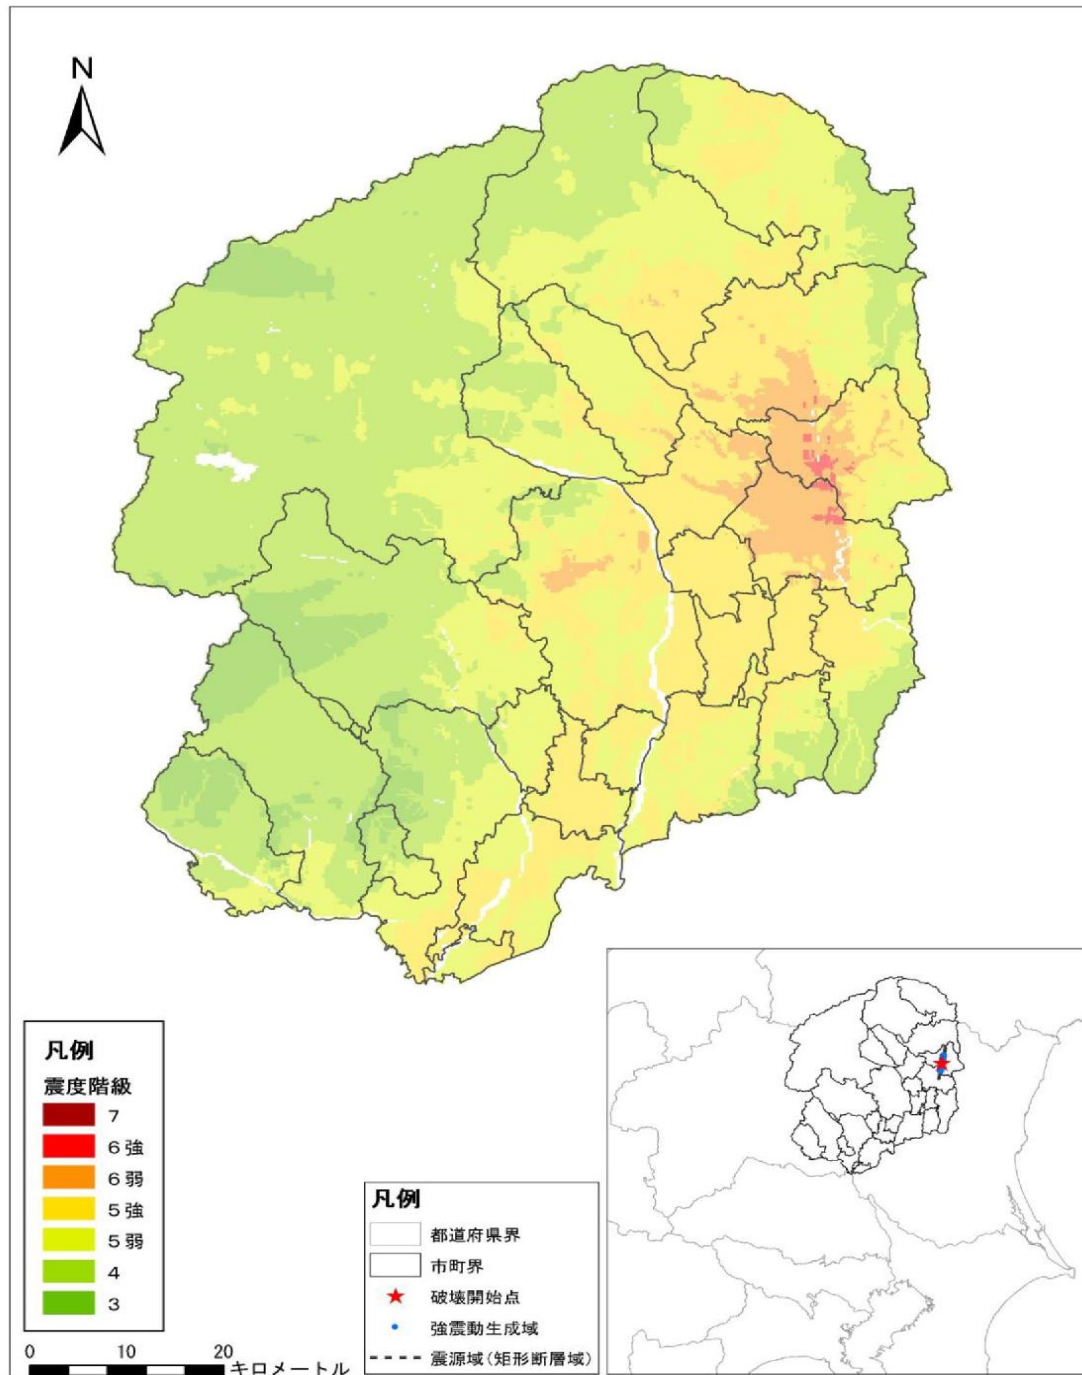 N
凡例
震度階級
7
6強
6弱
5強
5弱
4
3
0 10 20
キロメートル
凡例
都道府県界
市町界
破壊開始点
強震動生成域
震源域(矩形断層域)